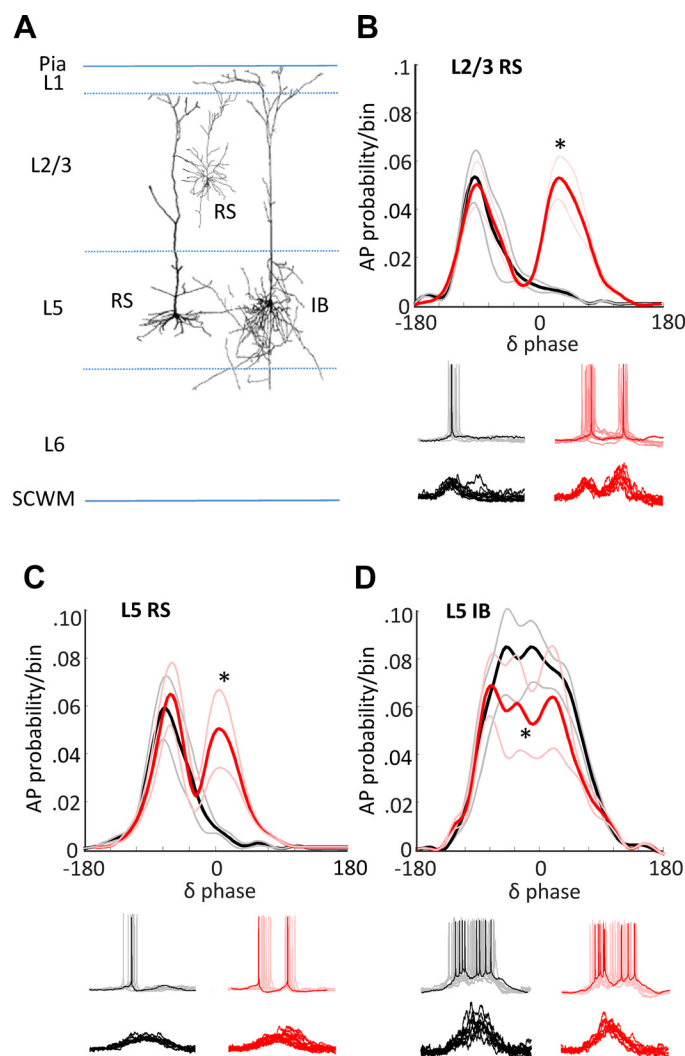 A
Pia
L1
L2/3
RS
RS
IB
L5
L6
SCWM
B
L2/3 RS
.1
.08
.06
.04
.02
0
*
AP probability/bin
-180
0
180
δ phase
C
L5 RS
.10
.08
.06
.04
.02
0
*
AP probability/bin
-180
0
180
δ phase
D
L5 IB
.10
.08
.06
.04
.02
0
*
AP probability/bin
-180
0
180
δ phase